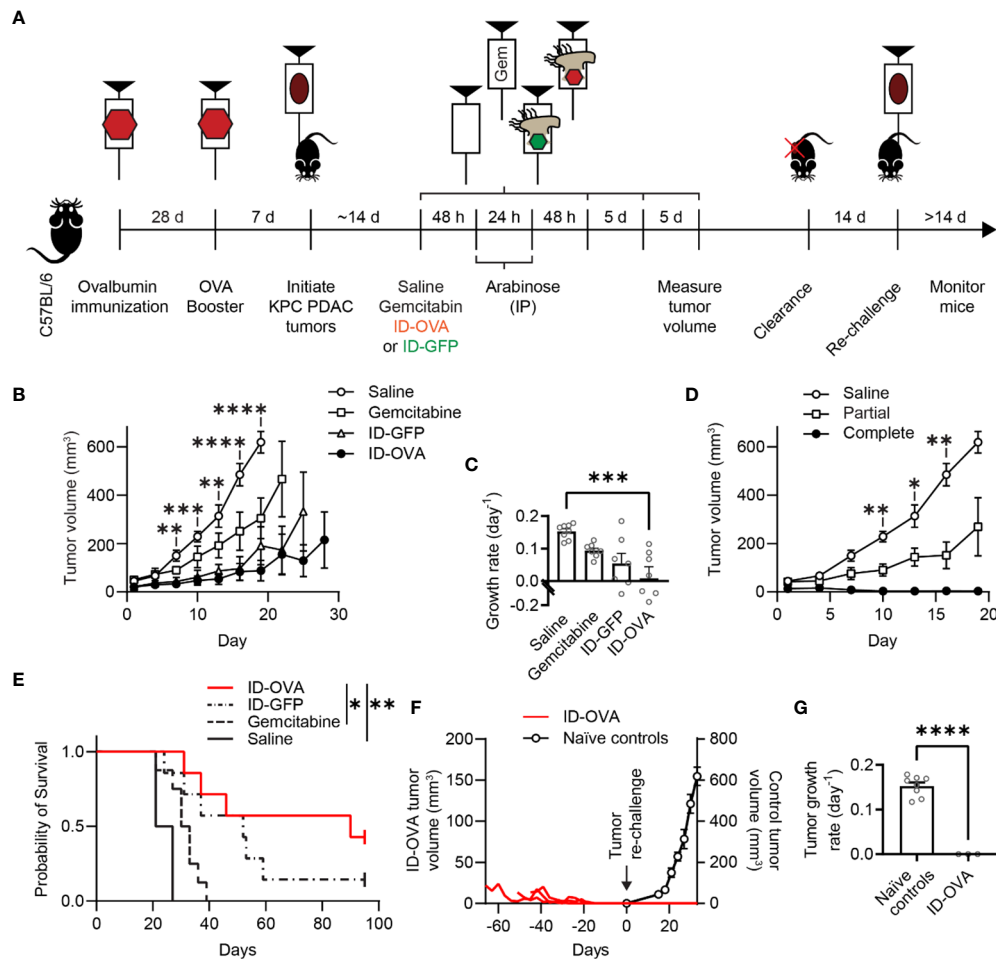 A
Gem
28 d
7 d
~14 d
48 h
24 h
48 h
5 d
5 d
14 d
>14 d
C57BL/6
Ovalbumin
immunization
OVA
Booster
Initiate
KPC PDAC
tumors
Saline
Gemcitabin
ID-OVA
or ID-GFP
Arabinose
(IP)
Measure
tumor
volume
Clearance
Re-challenge
Monitor
mice
B
Saline
Gemcitabine
ID-GFP
ID-OVA
**
***
****
**
****
****
Tumor volume (mm³)
600
400
200
0
0 10 20 30
Day
C
***
Growth rate (day⁻¹)
0.2
0.1
0.0
-0.2
Saline
Gemcitabine
ID-GFP
ID-OVA
D
Saline
Partial
Complete
**
*
**
Tumor volume (mm³)
600
400
200
0
0 5 10 15 20
Day
E
ID-OVA
ID-GFP
Gemcitabine
Saline
* **
Probability of Survival
1.0
0.5
0.0
0 20 40 60 80 100
Days
F
ID-OVA
Naïve controls
ID-OVA tumor
volume (mm³)
200
150
100
50
0
Tumor
re-challenge
800
600
400
200
0
Control tumor
volume (mm³)
-60 -40 -20 0 20
Days
G
****
Tumor growth
rate (day⁻¹)
0.2
0.1
0.0
Naïve
controls
ID-OVA